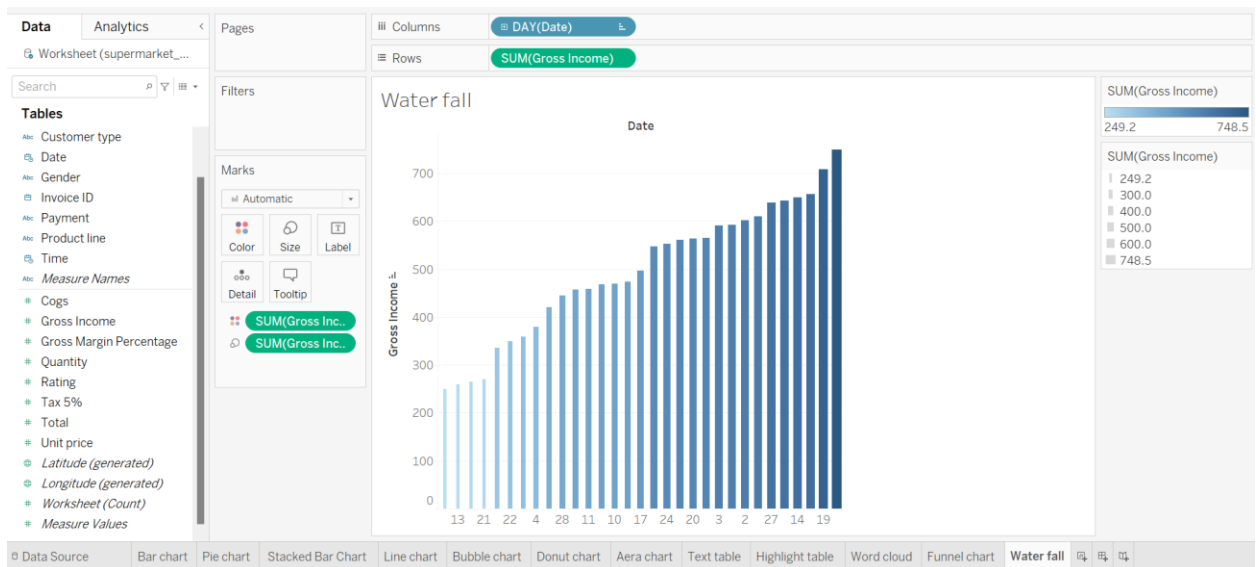 Data Analytics
Worksheet (supermarket_...
Search
Tables
Abc Customer type
Date
Abc Gender
Invoice ID
Abc Payment
Abc Product line
Time
Abc Measure Names
# Cogs
# Gross Income
# Gross Margin Percentage
# Quantity
# Rating
# Tax 5%
# Total
# Unit price
Latitude (generated)
Longitude (generated)
# Worksheet (Count)
# Measure Values
Pages
Filters
Marks
Automatic
Color Size Label
Detail Tooltip
SUM(Gross Inc..
SUM(Gross Inc..
Columns DAY(Date)
Rows SUM(Gross Income)
Water fall
Date
Gross Income
700
600
500
400
300
200
100
0
13 21 22 4 28 11 10 17 24 20 3 2 27 14 19
SUM(Gross Income)
249.2 748.5
SUM(Gross Income)
249.2
300.0
400.0
500.0
600.0
748.5
Data Source Bar chart Pie chart Stacked Bar Chart Line chart Bubble chart Donut chart Aera chart Text table Highlight table Word cloud Funnel chart Water fall